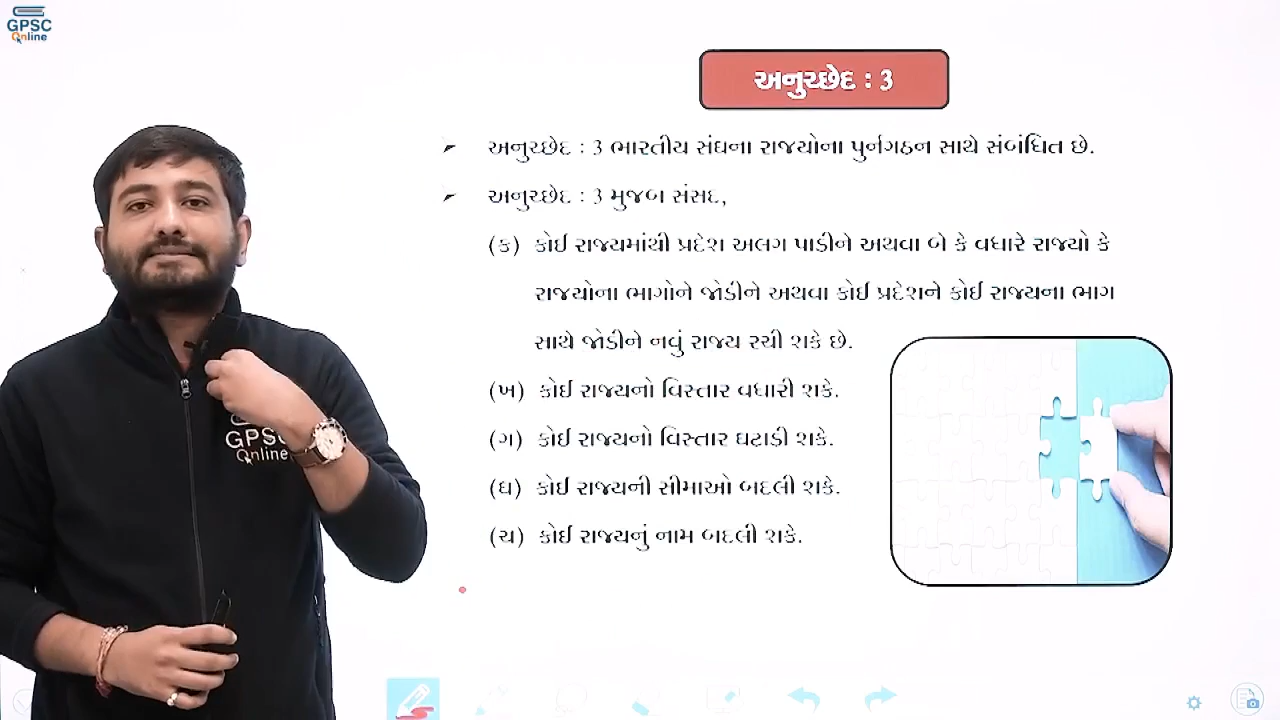 GPSC
Online
અનુચ્છેદ : 3
અનુચ્છેદ : 3 ભારતીય સંઘના રાજ્યોના પુર્નગઠન સાથે સંબંધિત છે.
અનુચ્છેદ : 3 મુજબ સંસદ,
(ક) કોઈ રાજ્યમાંથી પ્રદેશ અલગ પાડીને અથવા બે કે વધારે રાજ્યો કે
રાજ્યોના ભાગોને જોડીને અથવા કોઈ પ્રદેશને કોઈ રાજ્યના ભાગ
સાથે જોડીને નવું રાજ્ય રચી શકે છે.
(ખ) કોઈ રાજ્યનો વિસ્તાર વધારી શકે.
(ગ) કોઈ રાજ્યનો વિસ્તાર ઘટાડી શકે.
(ઘ) કોઈ રાજ્યની સીમાઓ બદલી શકે.
(ચ) કોઈ રાજ્યનું નામ બદલી શકે.
GPSC
Online